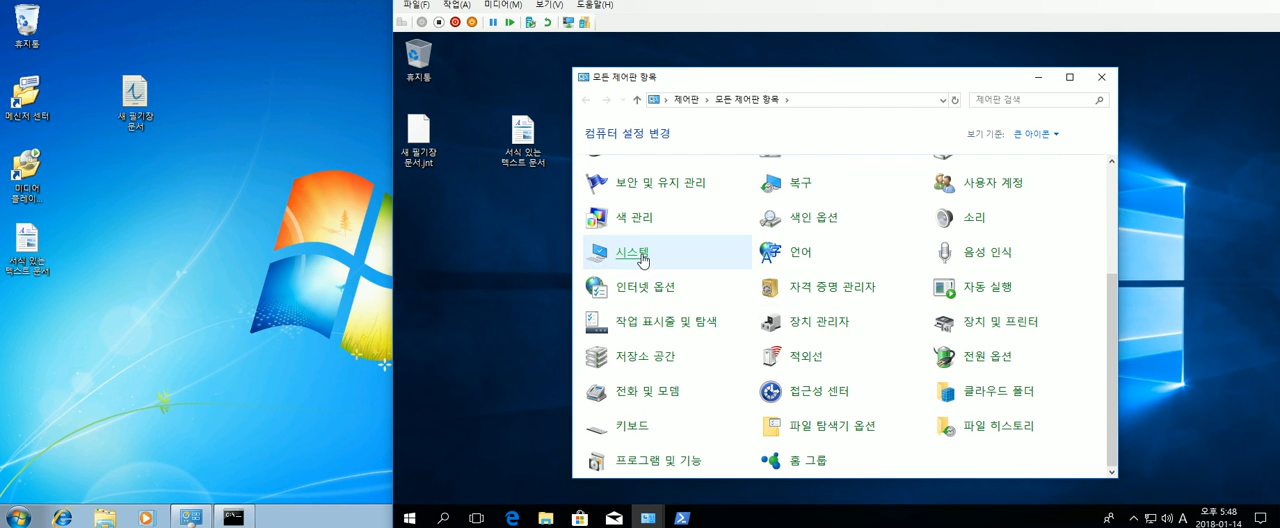 휴지통
메신저 센터
새 필기장
문서
미디어
플레이...
서식 있는
텍스트 문서
파일(F) 작업(A) 미디어(M) 보기(V) 도움말(H)
휴지통
새 필기장
문서.jnt
서식 있는
텍스트 문서
모든 제어판 항목
제어판 모든 제어판 항목
제어판 검색
컴퓨터 설정 변경
보기 기준: 큰 아이콘
보안 및 유지 관리 복구 사용자 계정
색 관리 색인 옵션 소리
시스템 언어 음성 인식
인터넷 옵션 자격 증명 관리자 자동 실행
작업 표시줄 및 탐색 장치 관리자 장치 및 프린터
저장소 공간 적외선 전원 옵션
전화 및 모뎀 접근성 센터 클라우드 폴더
키보드 파일 탐색기 옵션 파일 히스토리
프로그램 및 기능 홈 그룹
A
오후 5:48
2018-01-14